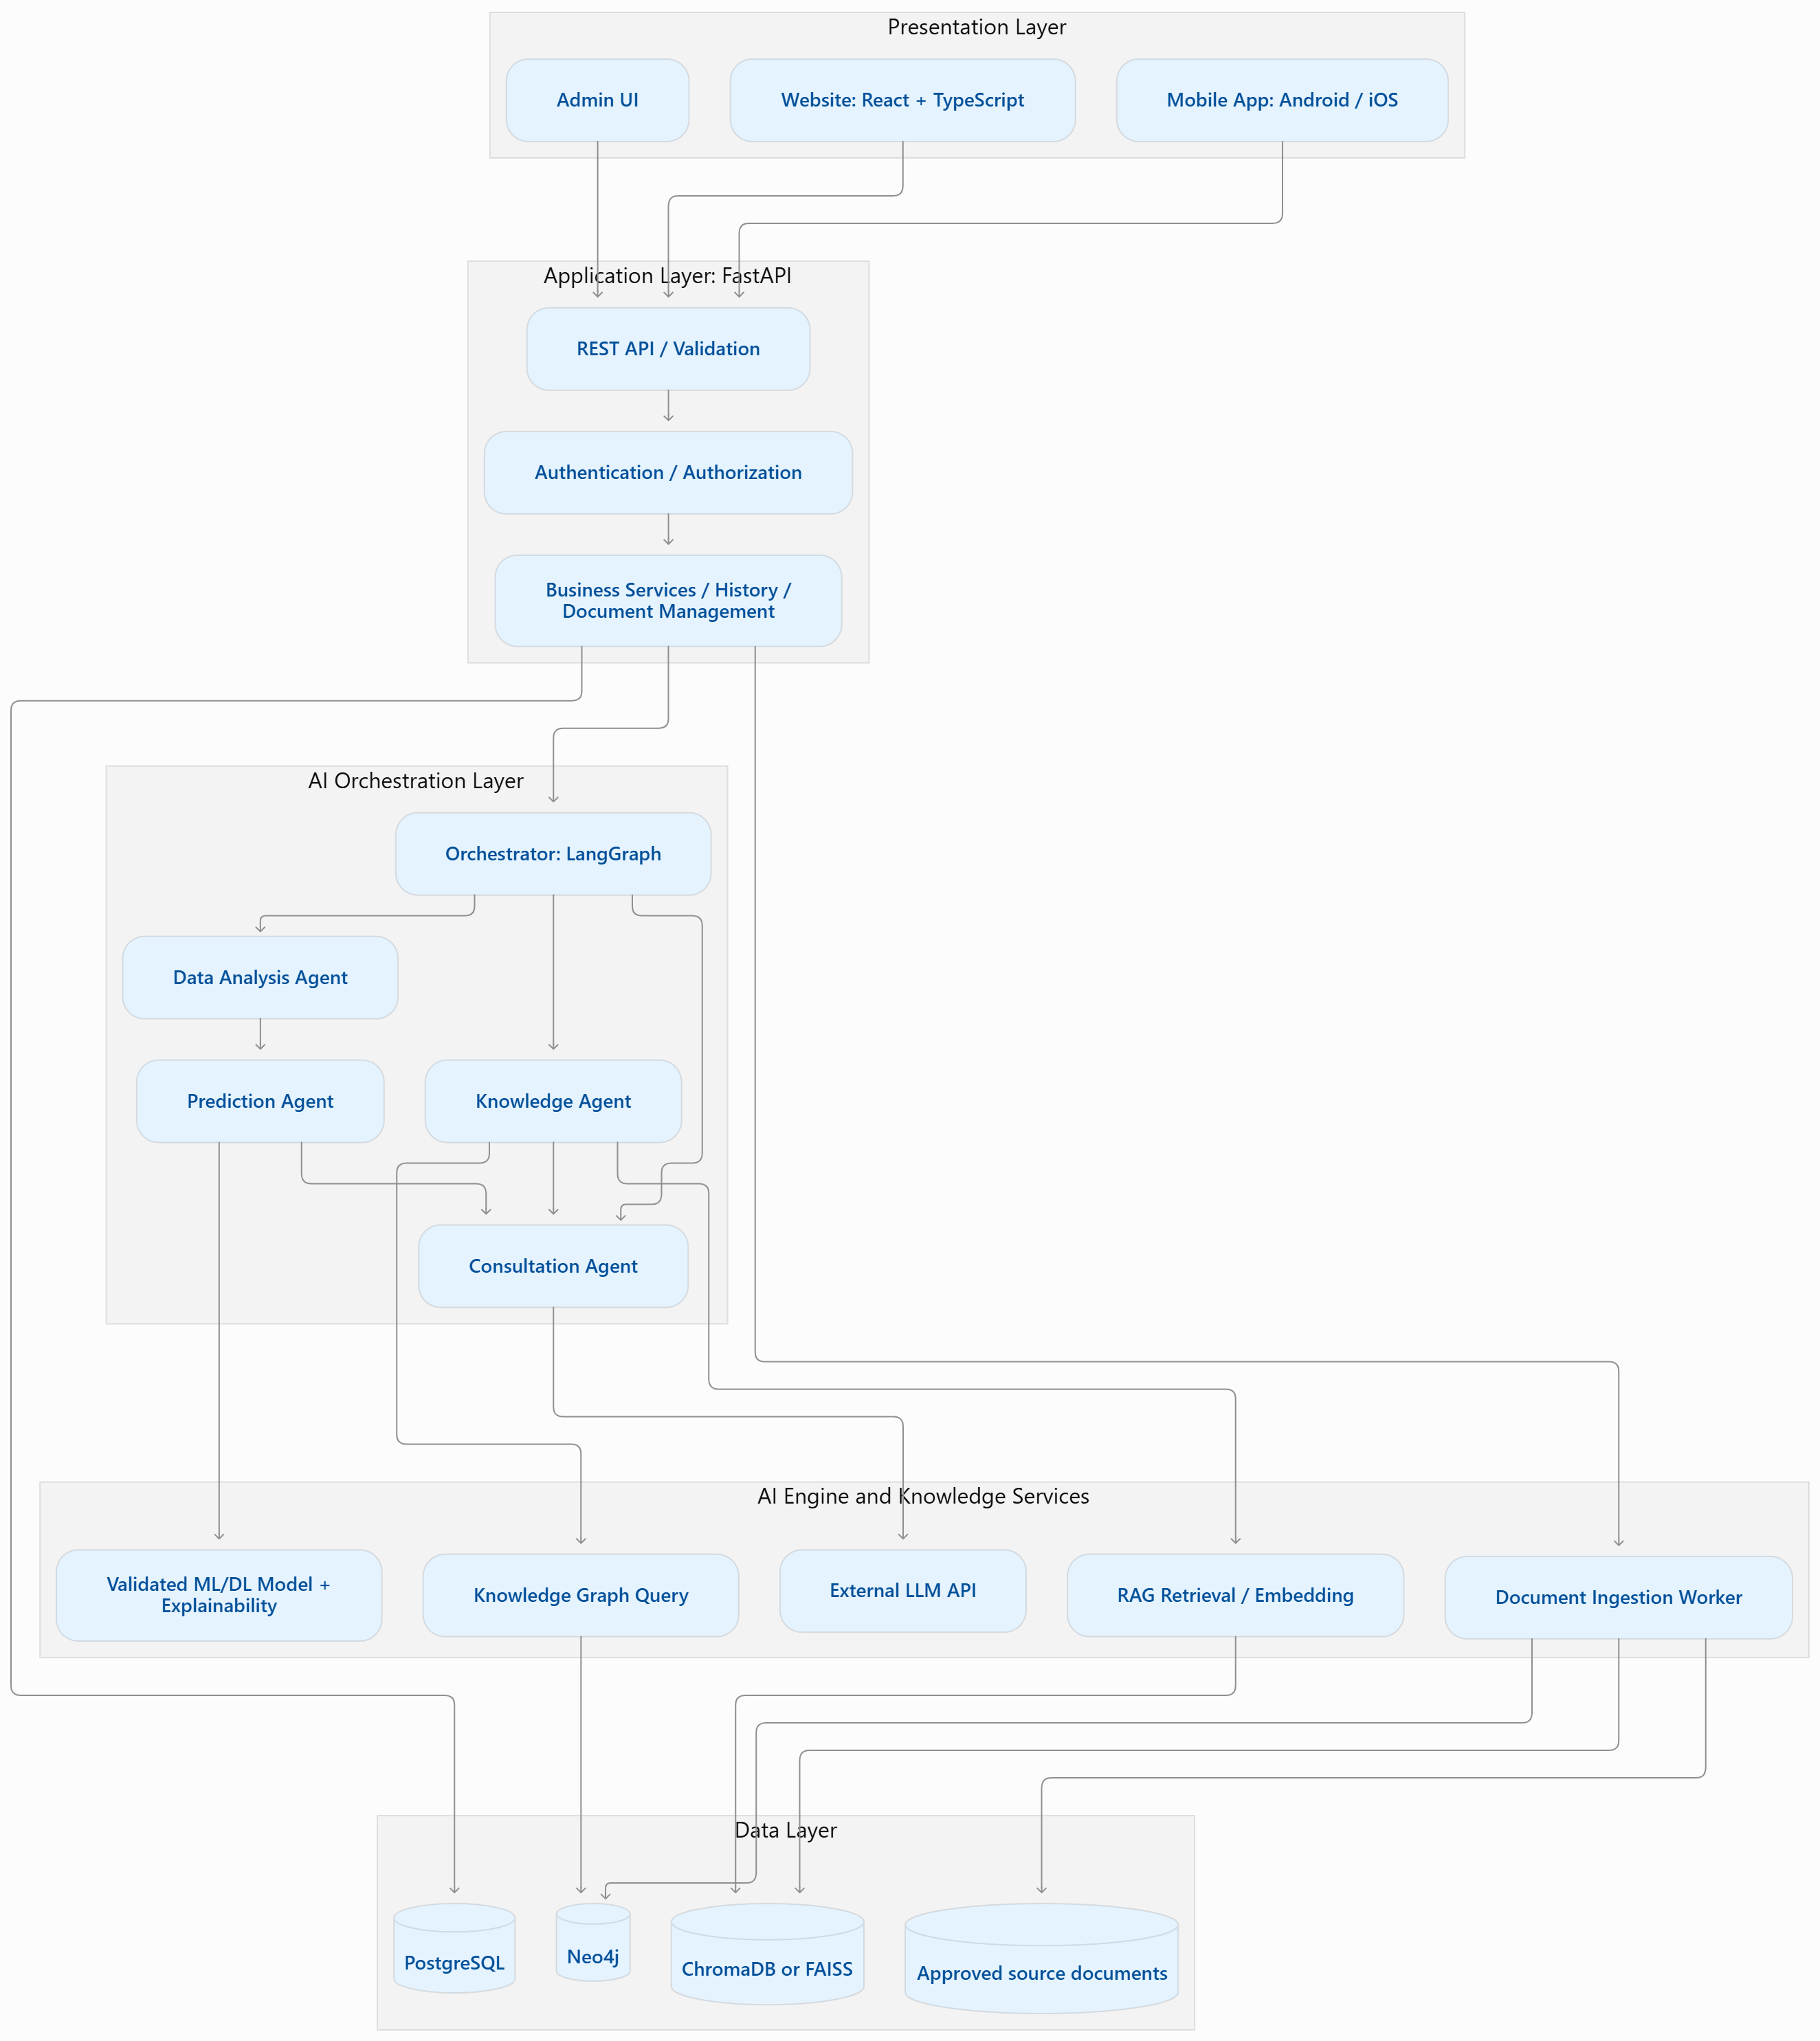 Presentation Layer
Admin UI
Website: React + TypeScript
Mobile App: Android / iOS
Application Layer: FastAPI
REST API / Validation
Authentication / Authorization
Business Services / History /
Document Management
AI Orchestration Layer
Orchestrator: LangGraph
Data Analysis Agent
Prediction Agent
Knowledge Agent
Consultation Agent
AI Engine and Knowledge Services
Validated ML/DL Model +
Explainability
Knowledge Graph Query
External LLM API
RAG Retrieval / Embedding
Document Ingestion Worker
Data Layer
PostgreSQL
Neo4j
ChromaDB or FAISS
Approved source documents